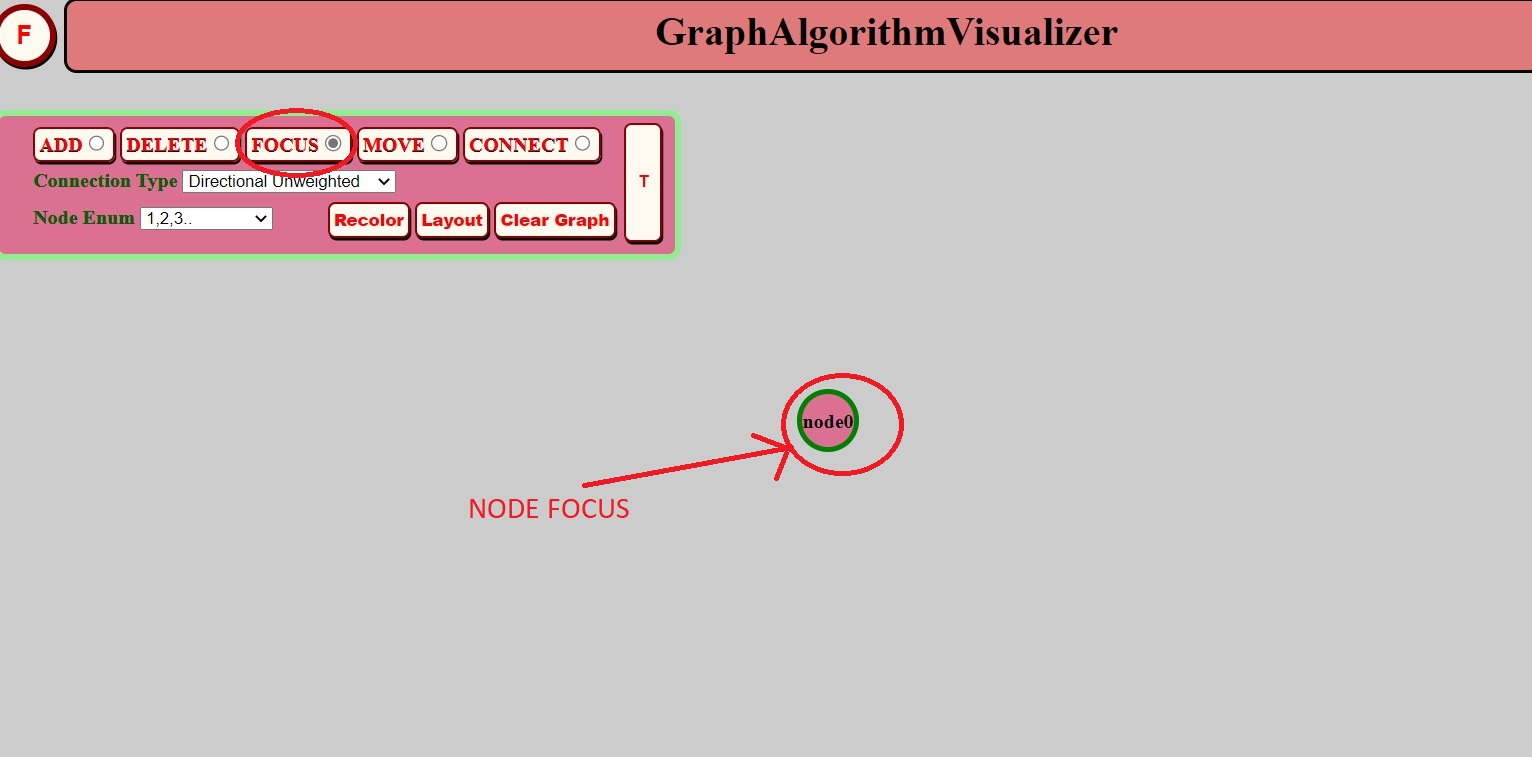 F
GraphAlgorithmVisualizer
ADD DELETE FOCUS MOVE CONNECT
T
Connection Type Directional Unweighted
Node Enum 1,2,3.. Recolor Layout Clear Graph
node0
NODE FOCUS